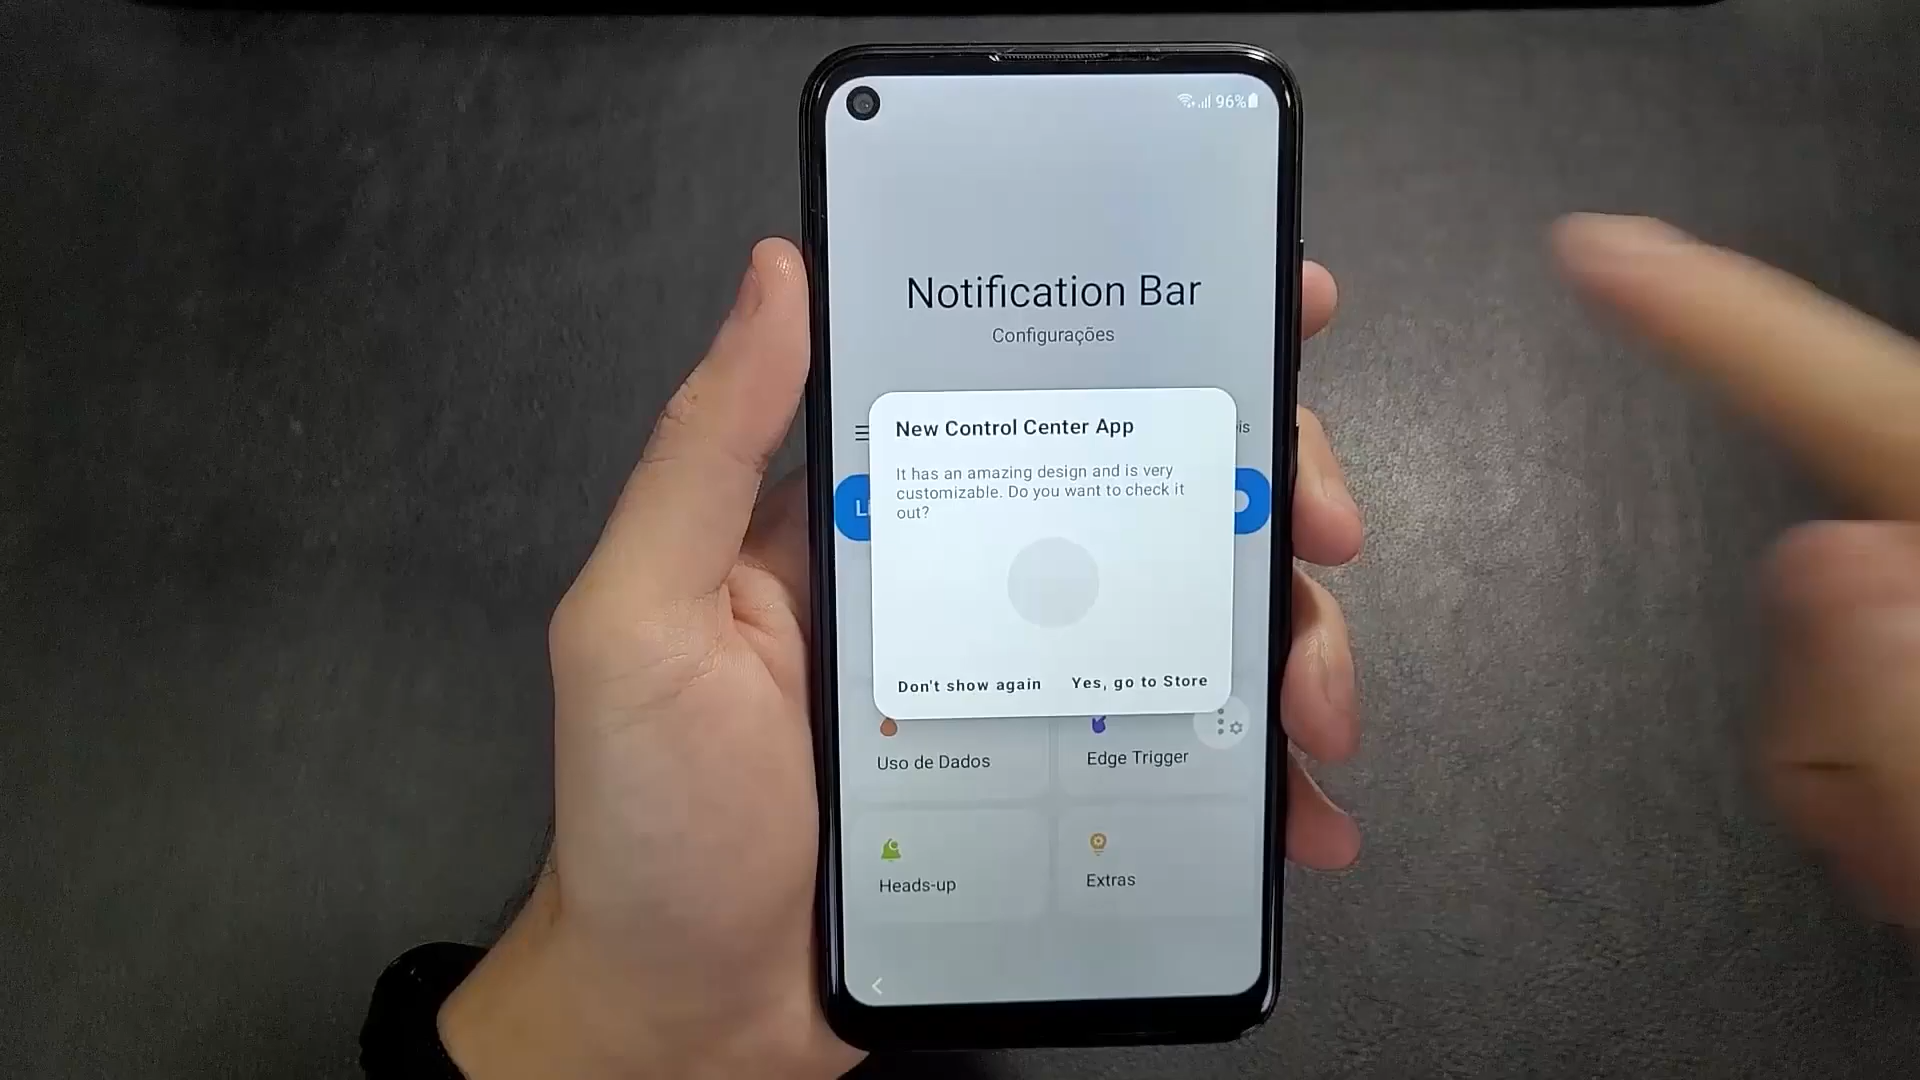 96%
Notification Bar
Configurações
New Control Center App
It has an amazing design and is very
customizable. Do you want to check it
out?
Don't show again
Yes, go to Store
Uso de Dados
Edge Trigger
Heads-up
Extras